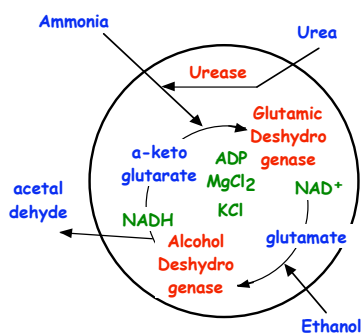 Ammonia
Urea
Urease
Glutamic
Deshydro
genase
a-keto
glutarate
ADP
MgCl2
KCl
NAD+
acetal
dehyde
NADH
glutamate
Alcohol
Deshydro
genase
Ethanol